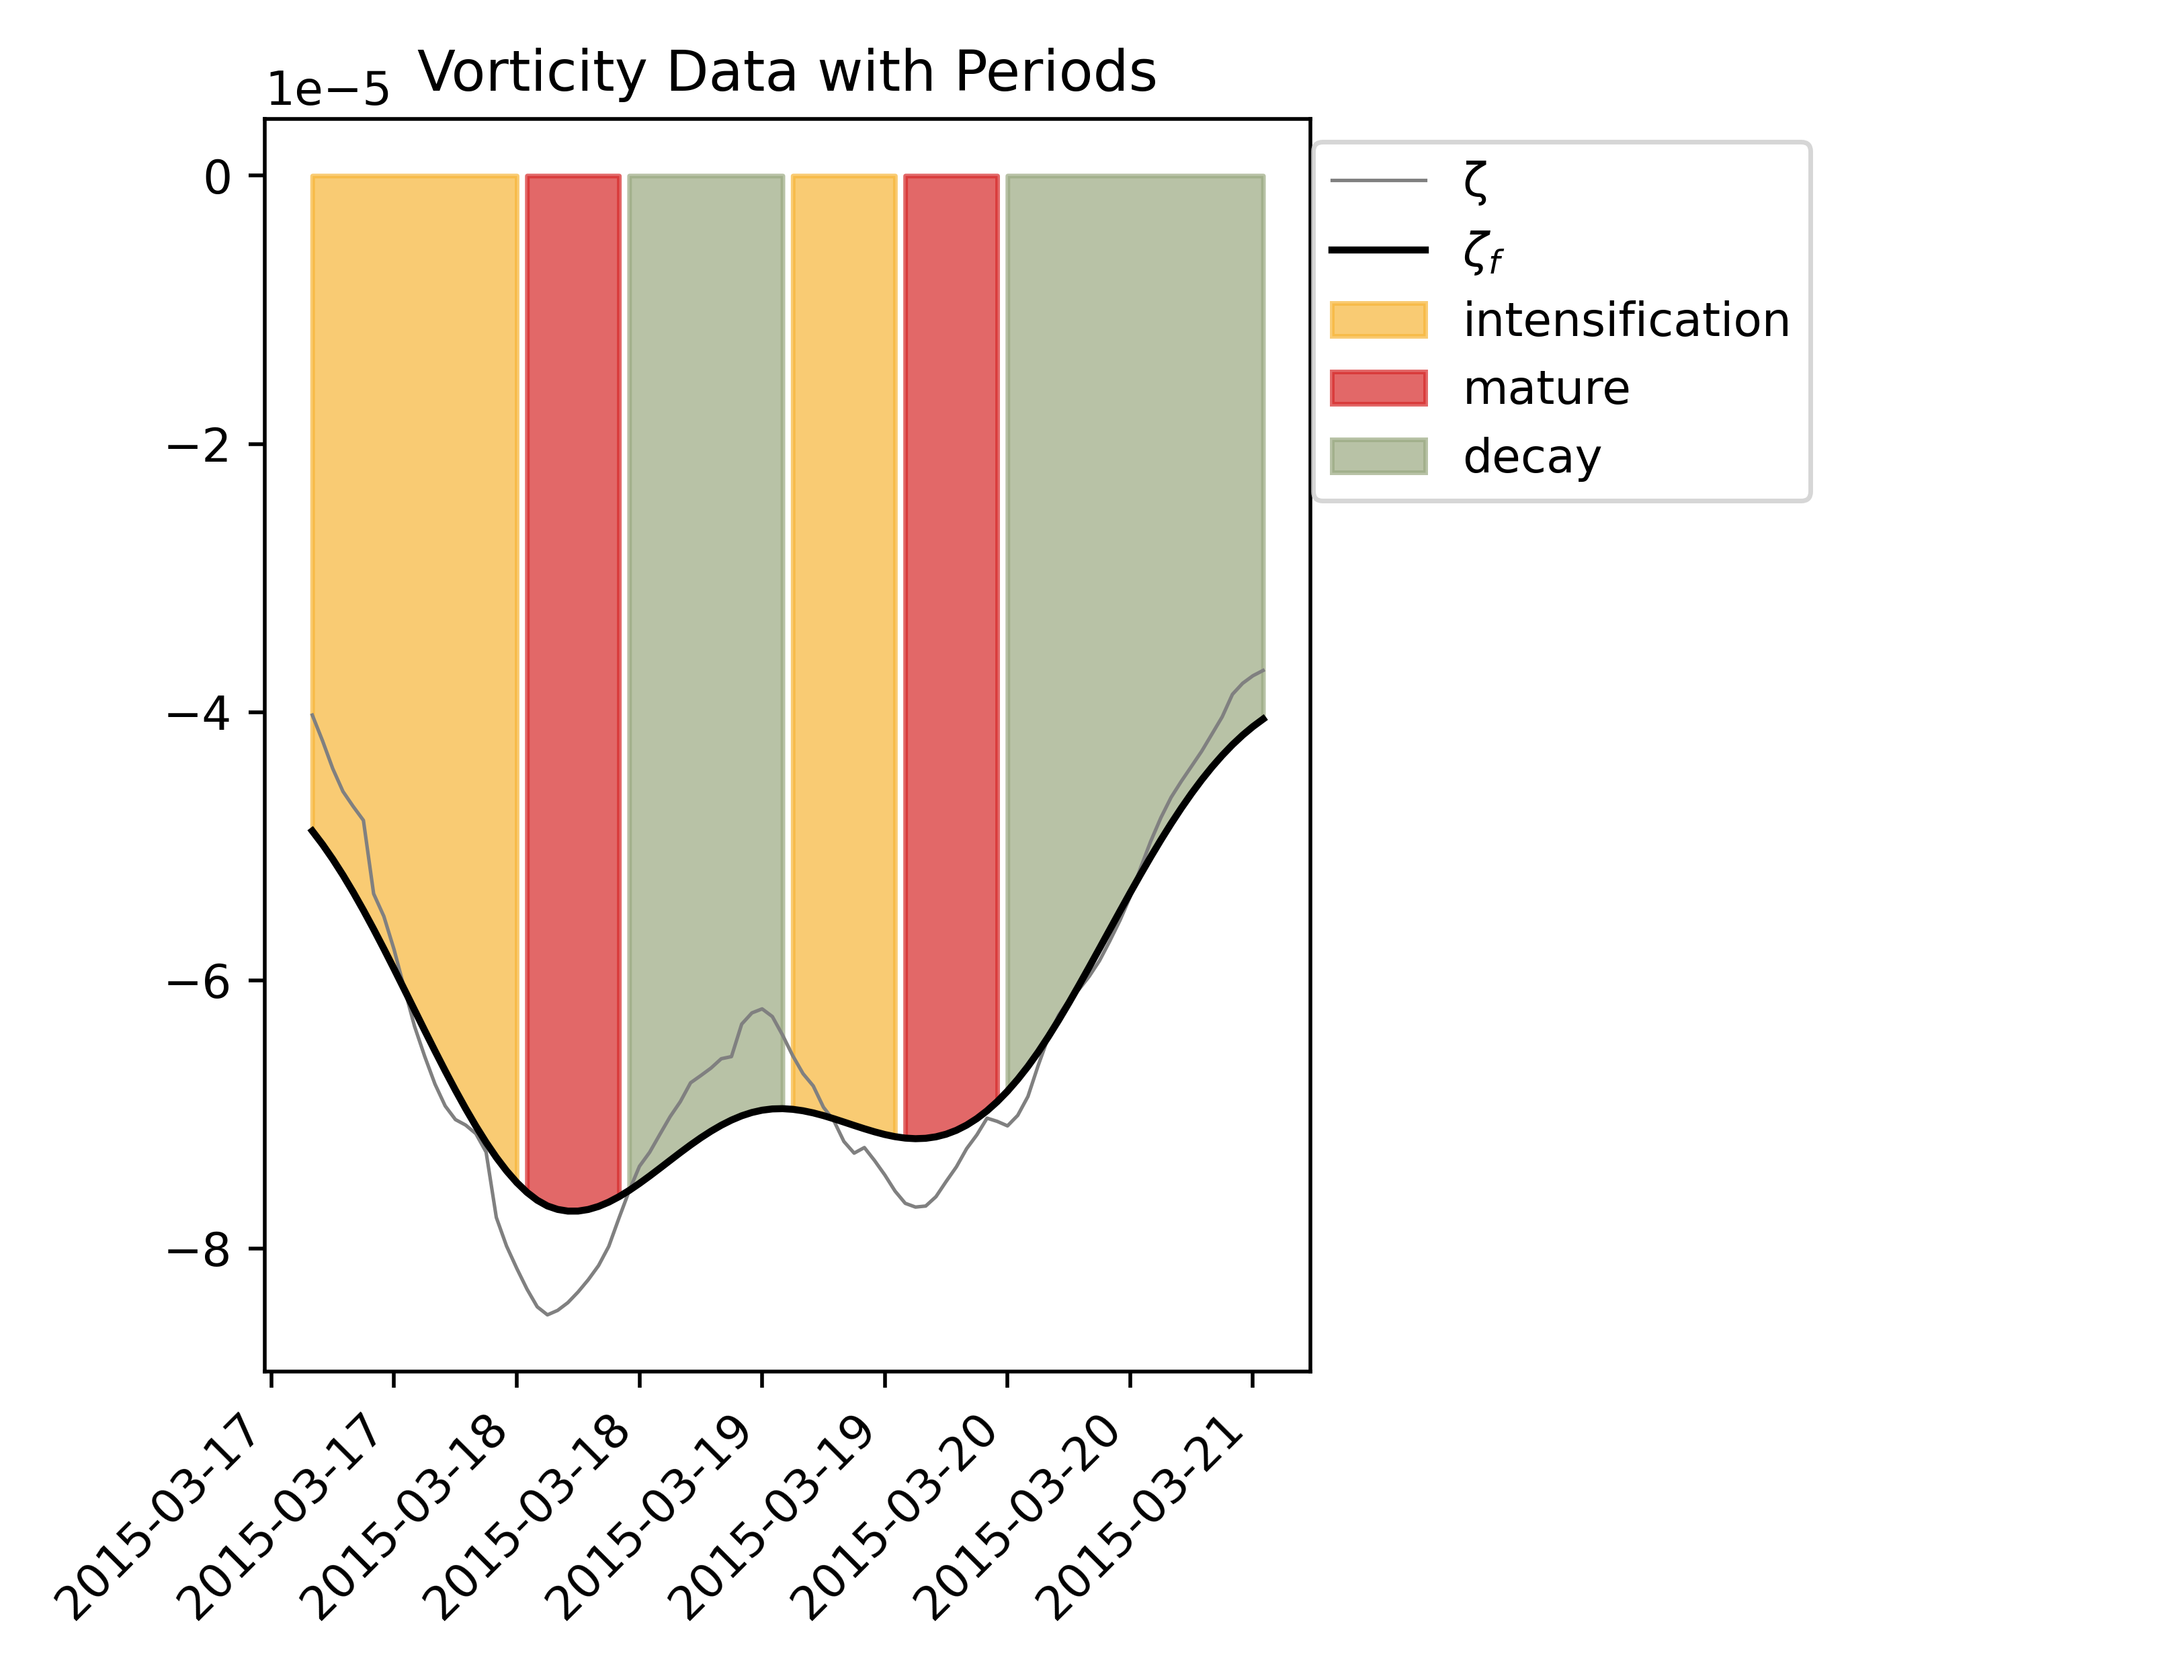 Vorticity Data with Periods
1e−5
0
−2
−4
−6
−8
2015-03-17
2015-03-17
2015-03-18
2015-03-18
2015-03-19
2015-03-19
2015-03-20
2015-03-20
2015-03-21
ζ
ζf
intensification
mature
decay